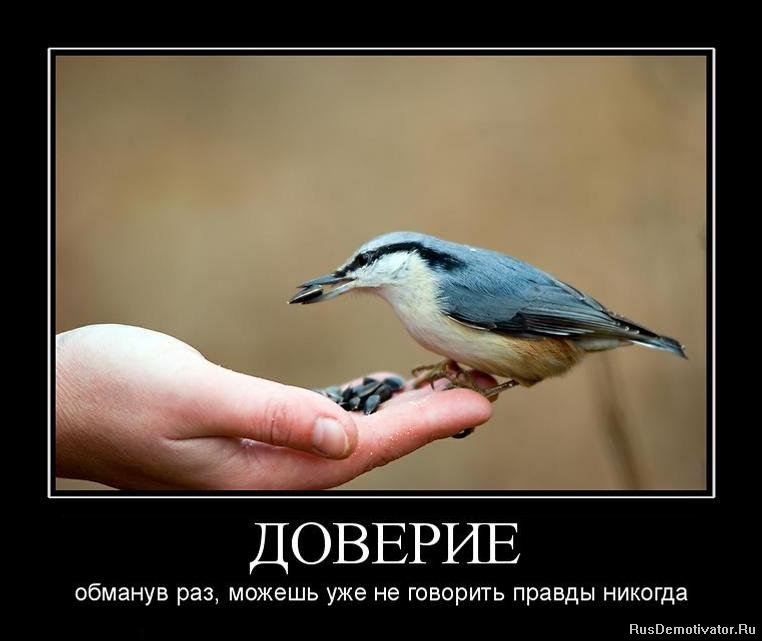 ДОВЕРИЕ
обманув раз, можешь уже не говорить правды никогда
RusDemotivator.Ru